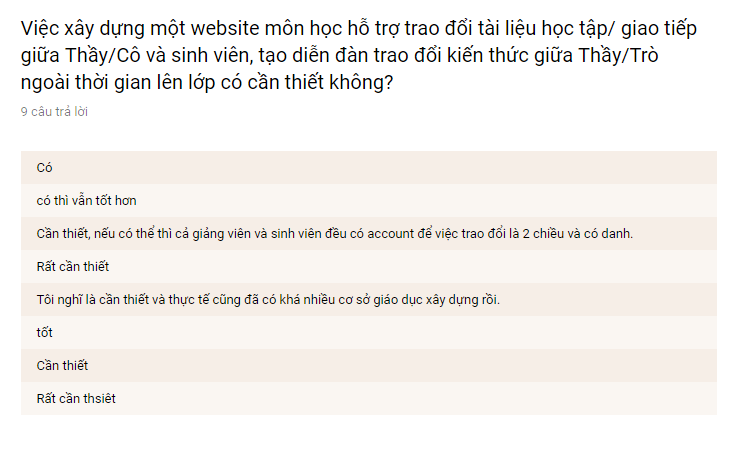 Việc xây dựng một website môn học hỗ trợ trao đổi tài liệu học tập/ giao tiếp
giữa Thầy/Cô và sinh viên, tạo diễn đàn trao đổi kiến thức giữa Thầy/Trò
ngoài thời gian lên lớp có cần thiết không?
9 câu trả lời
Có
có thì vẫn tốt hơn
Cần thiết, nếu có thể thì cả giảng viên và sinh viên đều có account để việc trao đổi là 2 chiều và có danh.
Rất cần thiết
Tôi nghĩ là cần thiết và thực tế cũng đã có khá nhiều cơ sở giáo dục xây dựng rồi.
tốt
Cần thiết
Rất cần thsiêt